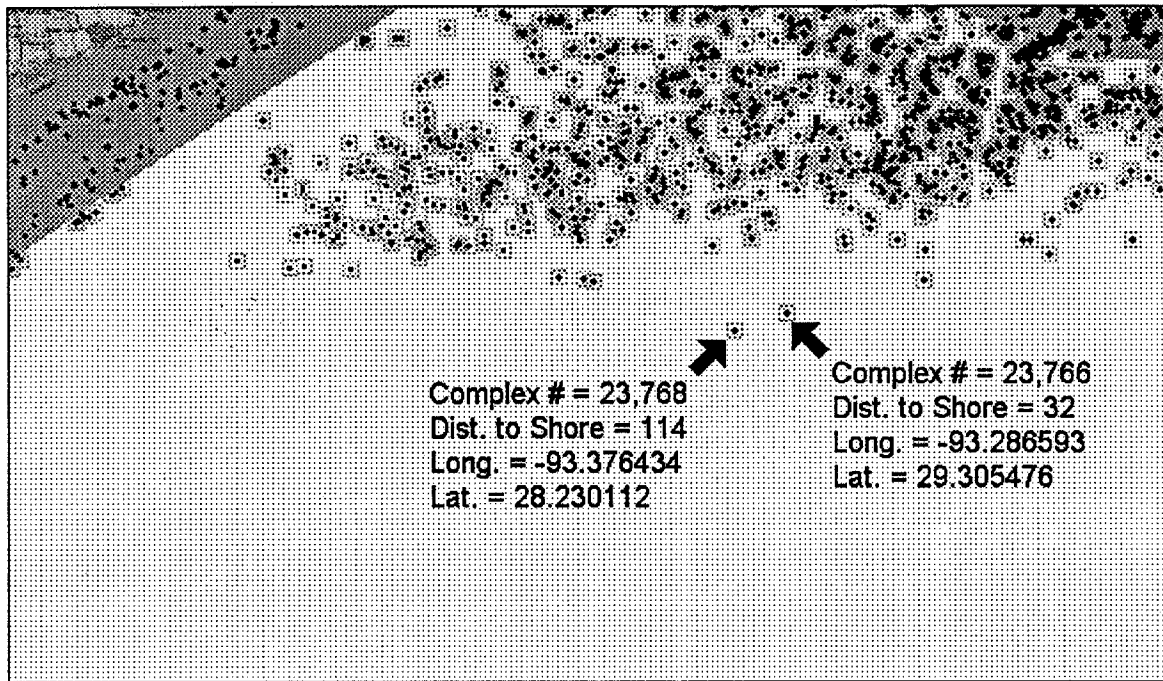 Complex # = 23,768
Dist. to Shore = 114
Long. = -93.376434
Lat. = 28.230112
Complex # = 23,766
Dist. to Shore = 32
Long. = -93.286593
Lat. = 29.305476